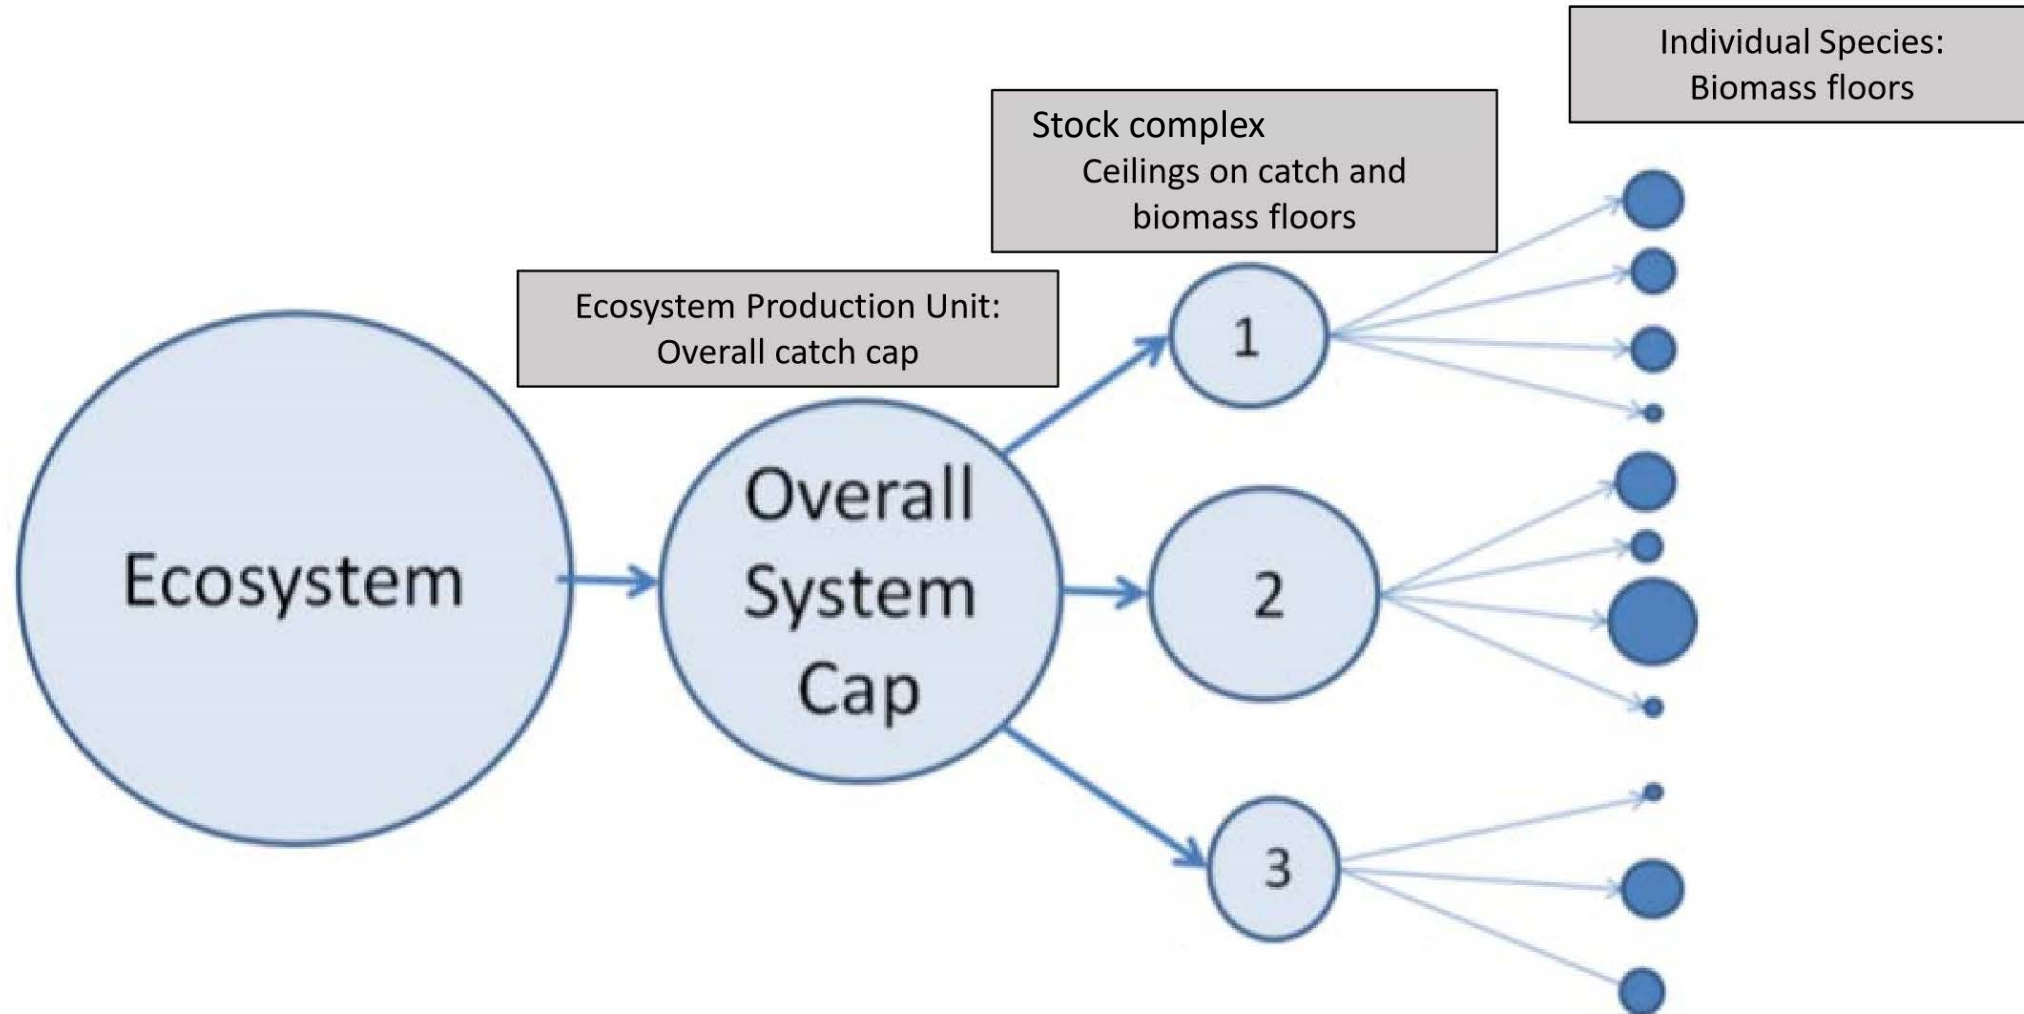 Individual Species:
Biomass floors
Stock complex
Ceilings on catch and
biomass floors
Ecosystem Production Unit:
Overall catch cap
Ecosystem
Overall
System
Cap
1
2
3